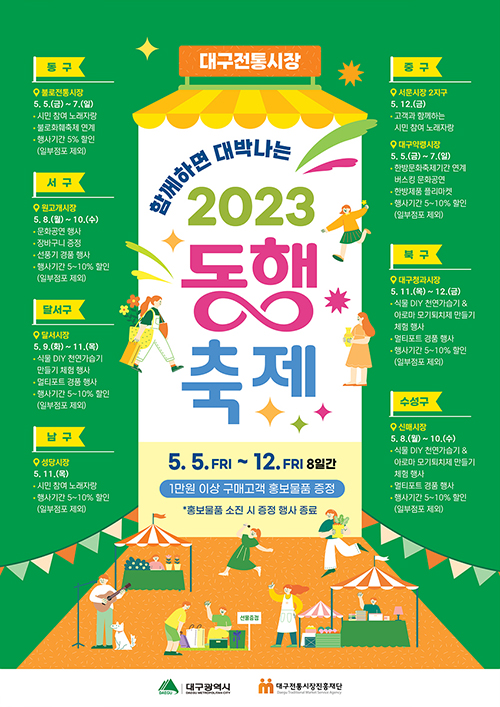 대구전통시장
함께하면 대박나는
2023
동행
축제
5. 5. FRI ~ 12. FRI 8일간
1만원 이상 구매고객 홍보물품 증정
*홍보물품 소진 시 증정 행사 종료
동 구
불로전통시장
5. 5.(금) ~ 7.(일)
• 시민 참여 노래자랑
• 불로화훼축제 연계
• 행사기간 5% 할인
(일부점포 제외)
서 구
원고개시장
5. 8.(월) ~ 10.(수)
• 문화공연 행사
• 장바구니 증정
• 선풍기 경품 행사
• 행사기간 5~10% 할인
(일부점포 제외)
달서구
달서시장
5. 9.(화) ~ 11.(목)
• 식물 DIY 천연가습기
만들기 체험 행사
• 멀티포트 경품 행사
• 행사기간 5~10% 할인
(일부점포 제외)
남 구
성당시장
5. 11.(목)
• 시민 참여 노래자랑
• 행사기간 5~10% 할인
(일부점포 제외)
중 구
서문시장 2지구
5. 12.(금)
• 고객과 함께하는
시민 참여 노래자랑
대구약령시장
5. 5.(금) ~ 7.(일)
• 한방문화축제기간 연계
버스킹 문화공연
• 한방제품 플리마켓
• 행사기간 5~10% 할인
(일부점포 제외)
북 구
대구청과시장
5. 11.(목) ~ 12.(금)
• 식물 DIY 천연가습기 &
아로마 모기퇴치제 만들기
체험 행사
• 멀티포트 경품 행사
• 행사기간 5~10% 할인
(일부점포 제외)
수성구
신매시장
5. 8.(월) ~ 10.(수)
• 식물 DIY 천연가습기 &
아로마 모기퇴치제 만들기
체험 행사
• 멀티포트 경품 행사
• 행사기간 5~10% 할인
(일부점포 제외)
선물증정
DAEGU
대구광역시
DAEGU METROPOLITAN CITY
대구전통시장진흥재단
Daegu Traditional Market Service Agency